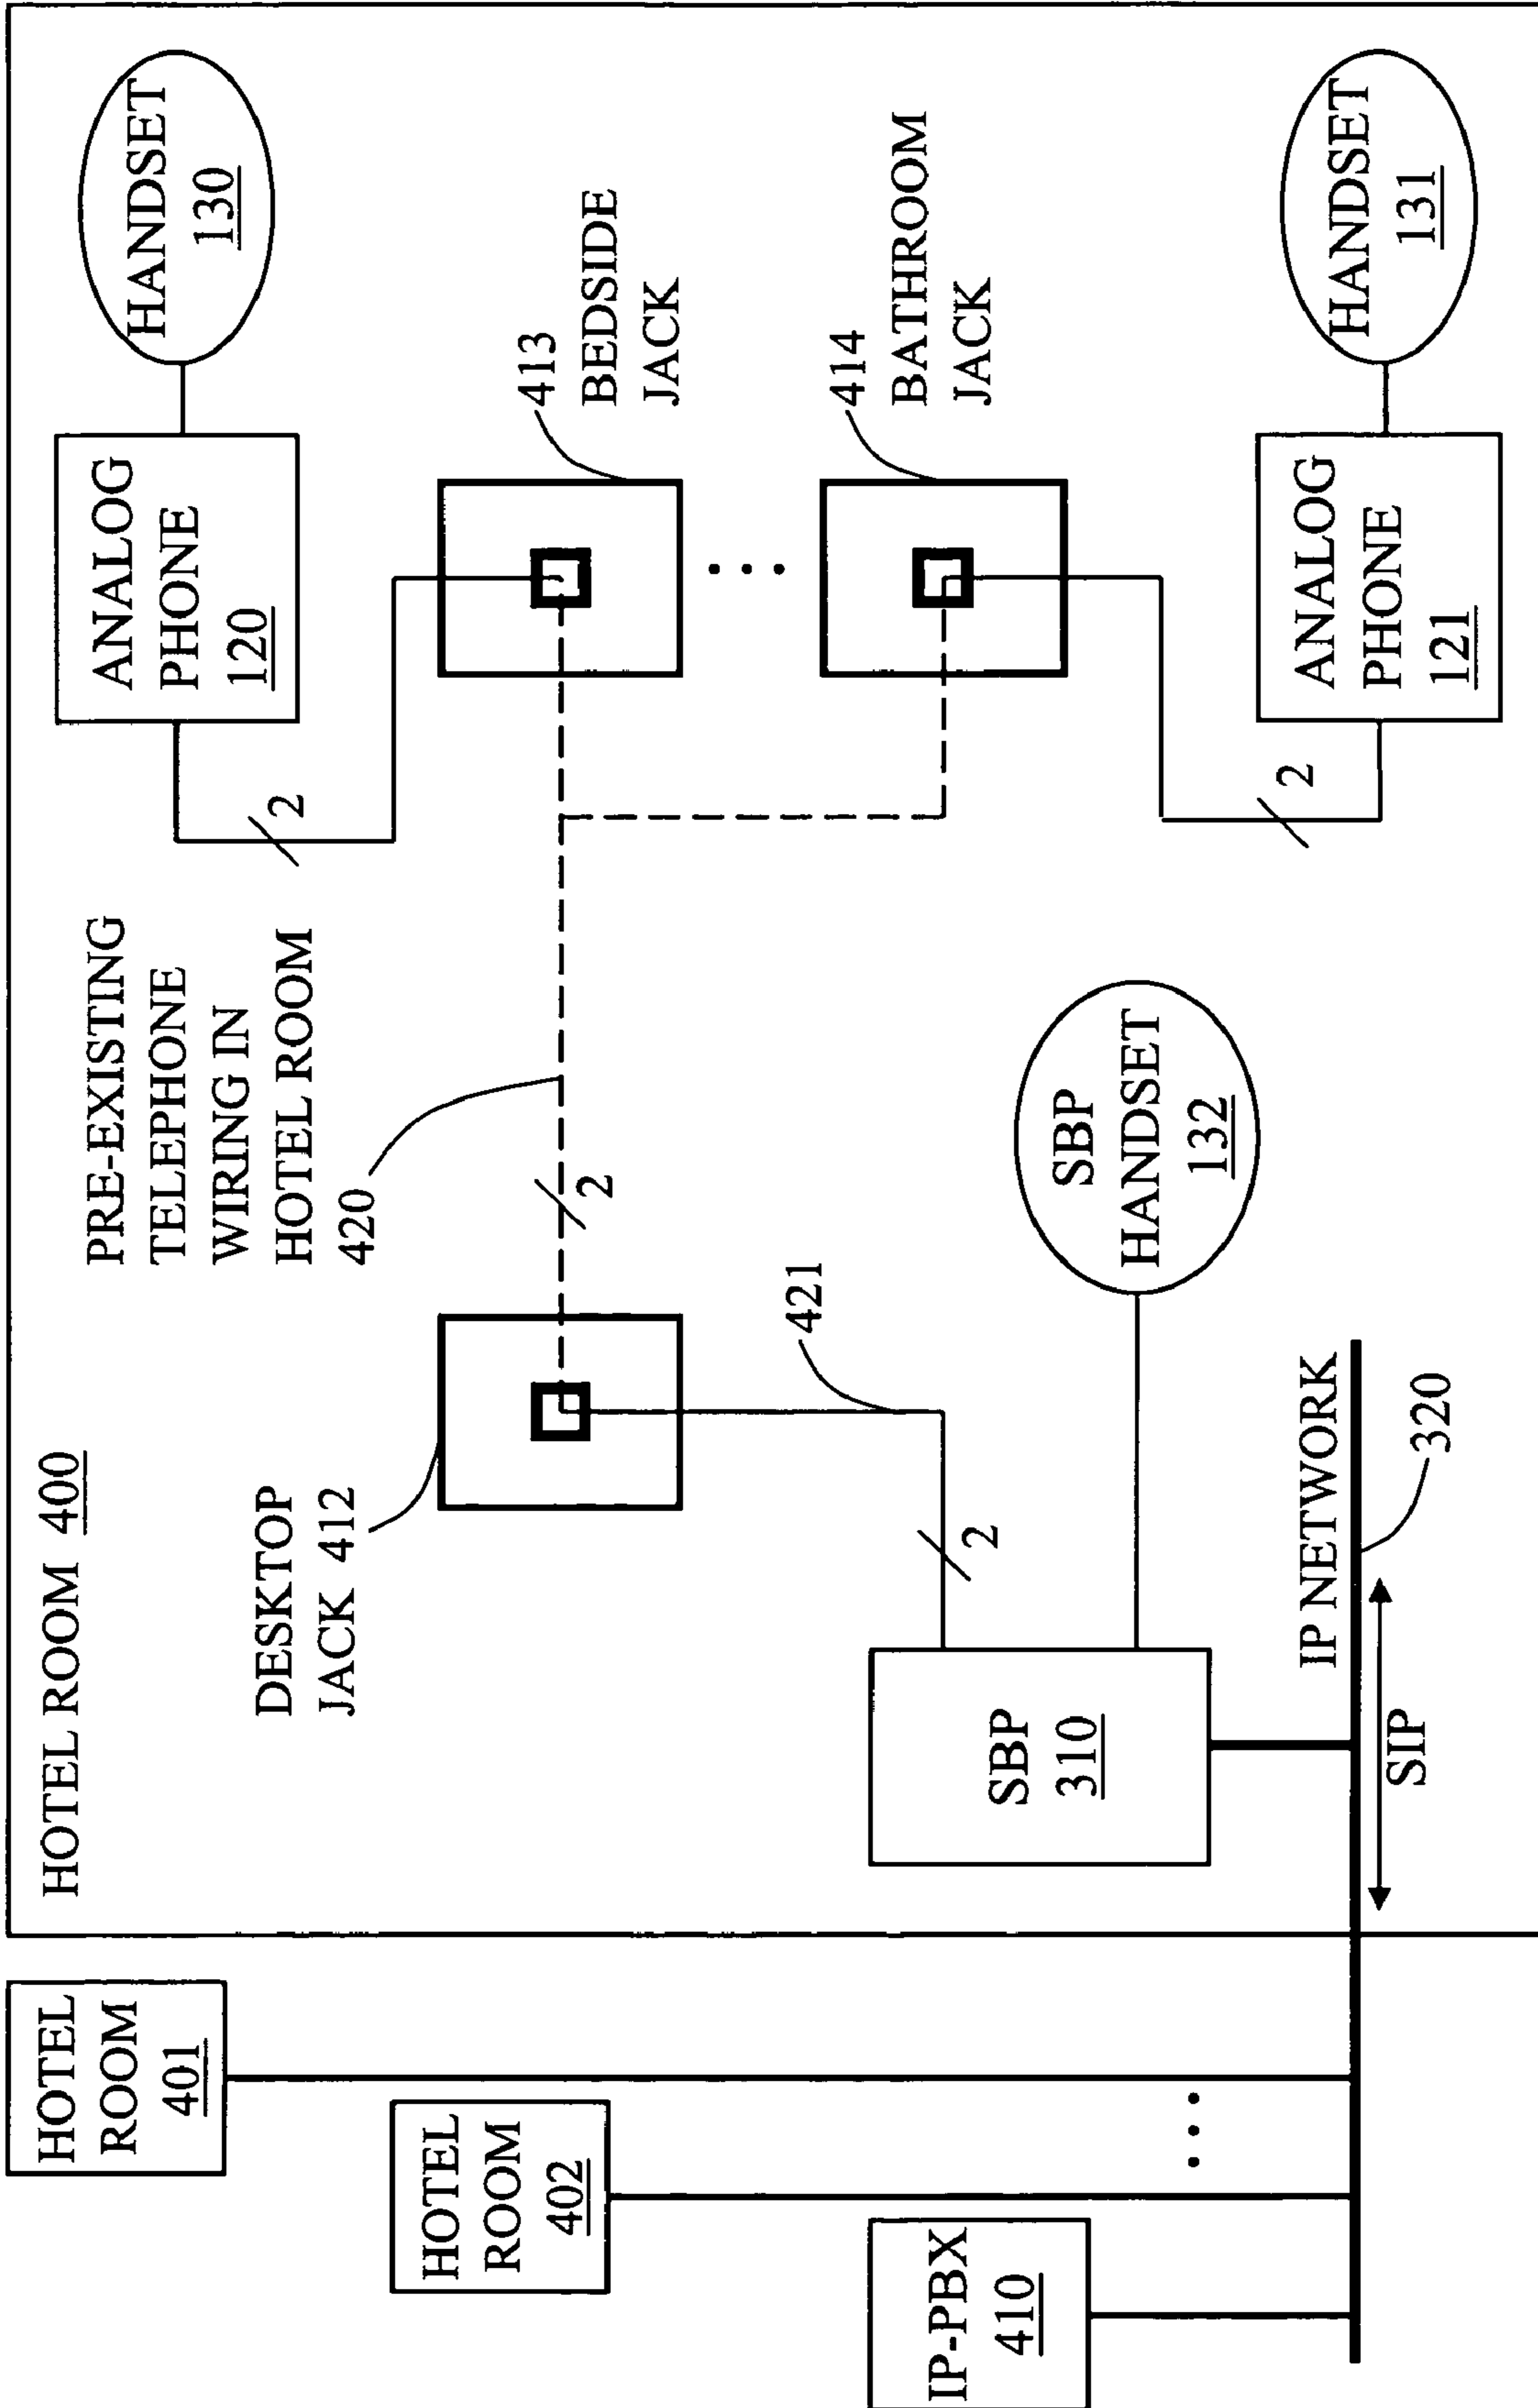 HOTEL
ROOM
401
HOTEL
ROOM
402
IP-PBX
410
HOTEL ROOM 400
DESKTOP
JACK 412
PRE-EXISTING
TELEPHONE
WIRING IN
HOTEL ROOM
420
2
421
2
SBP
310
SBP
HANDSET
132
IP NETWORK
320
SIP
ANALOG
PHONE
120
HANDSET
130
2
413
BEDSIDE
JACK
414
BATHROOM
JACK
2
ANALOG
PHONE
121
HANDSET
131